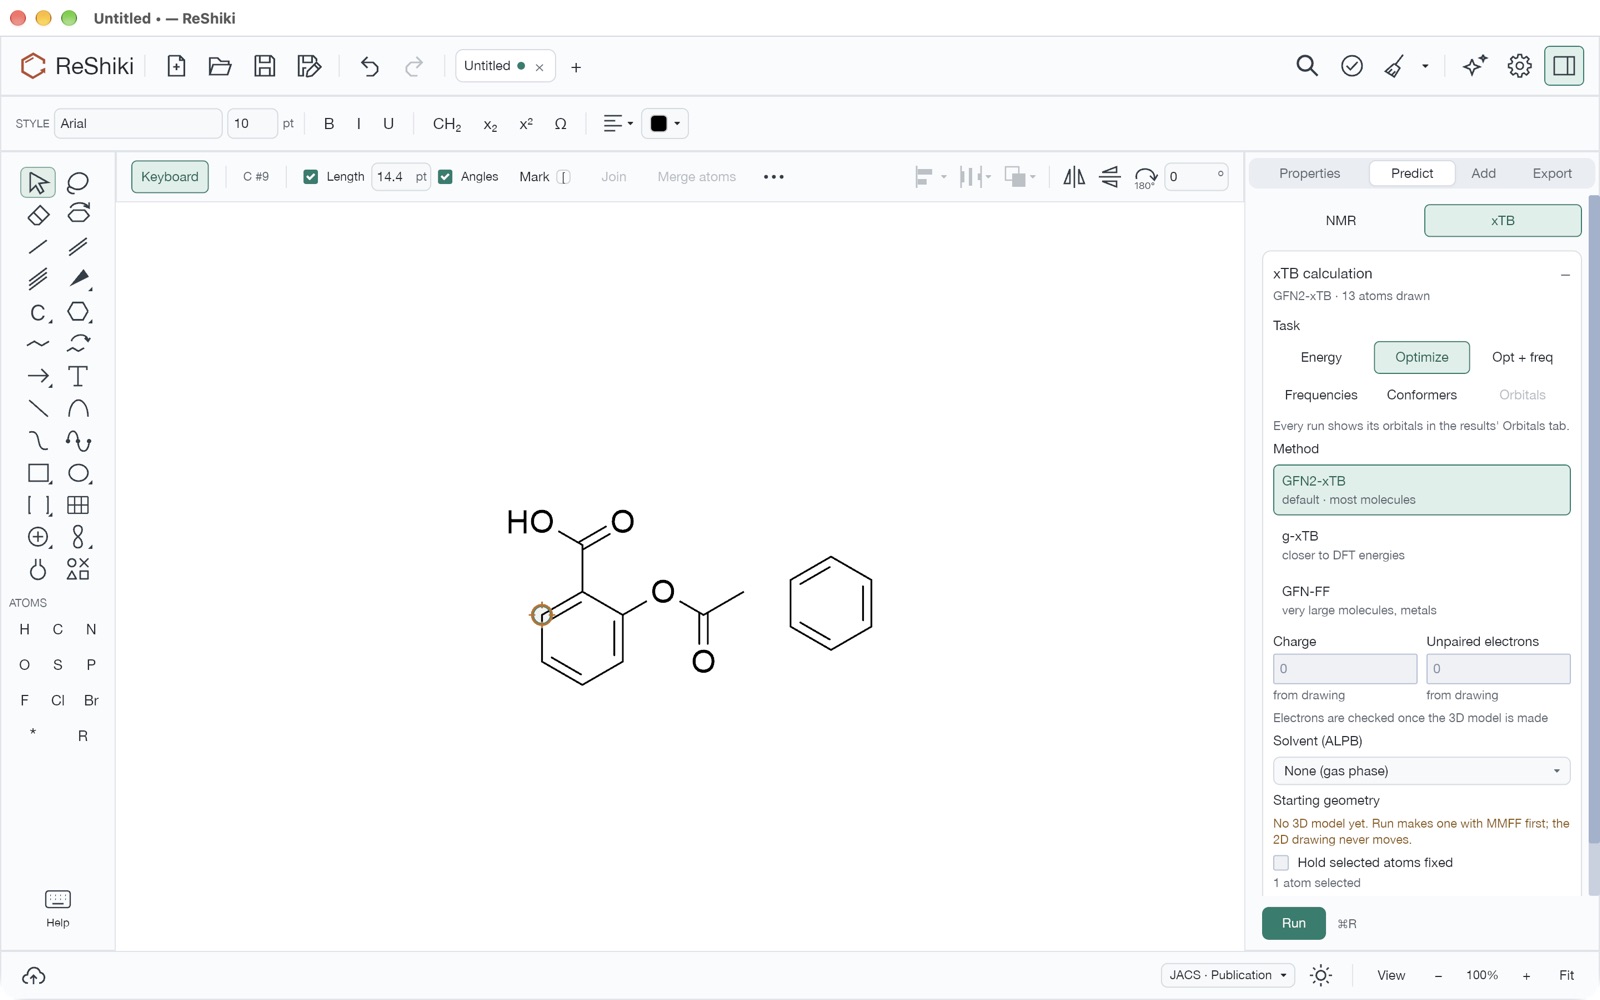 Untitled • — ReShiki
ReShiki
Untitled
STYLE Arial 10 pt B I U CH₂ x₂ x² Ω
Keyboard C #9 Length 14.4 pt Angles Mark [ Join Merge atoms ••• 180° 0 °
Properties Predict Add Export
NMR xTB
xTB calculation
GFN2-xTB · 13 atoms drawn
Task
Energy Optimize Opt + freq
Frequencies Conformers Orbitals
Every run shows its orbitals in the results' Orbitals tab.
Method
GFN2-xTB
default · most molecules
g-xTB
closer to DFT energies
GFN-FF
very large molecules, metals
Charge Unpaired electrons
0 0
from drawing from drawing
Electrons are checked once the 3D model is made
Solvent (ALPB)
None (gas phase)
Starting geometry
No 3D model yet. Run makes one with MMFF first; the
2D drawing never moves.
Hold selected atoms fixed
1 atom selected
Run ⌘R
C
T
ATOMS
H C N
O S P
F Cl Br
* R
Help
HO O
O
O
JACS · Publication View − 100% + Fit